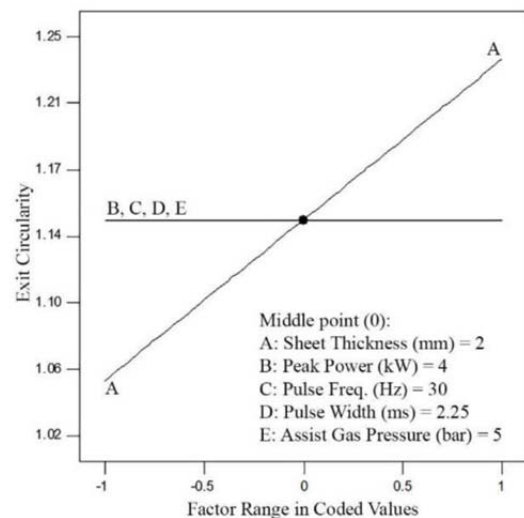 1.25
1.21
1.17
1.14
1.10
1.06
1.02
Exit Circularity
A
B, C, D, E
A
Middle point (0):
A: Sheet Thickness (mm) = 2
B: Peak Power (kW) = 4
C: Pulse Freq. (Hz) = 30
D: Pulse Width (ms) = 2.25
E: Assist Gas Pressure (bar) = 5
-1
-0.5
0
0.5
1
Factor Range in Coded Values